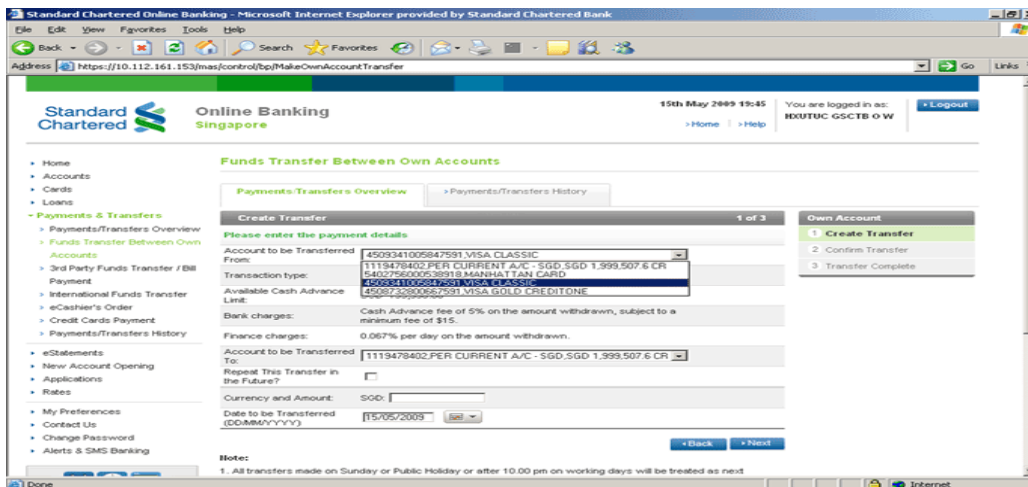 Standard Chartered Online Banking - Microsoft Internet Explorer provided by Standard Chartered Bank
File Edit View Favorites Tools Help
Back Search Favorites
Address https://10.112.161.153/mas/control/bp/MakeOwnAccountTransfer Go Links
Standard
Chartered
Online Banking
Singapore
15th May 2009 19:45
>Home >Help
You are logged in as:
HXUTUC GSCTB O W
Logout
Home
Accounts
Cards
Loans
Payments & Transfers
Payments/Transfers Overview
Funds Transfer Between Own
Accounts
3rd Party Funds Transfer / Bill
Payment
International Funds Transfer
eCashier's Order
Credit Cards Payment
Payments/Transfers History
eStatements
New Account Opening
Applications
Rates
My Preferences
Contact Us
Change Password
Alerts & SMS Banking
Funds Transfer Between Own Accounts
Payments/Transfers Overview
>Payments/Transfers History
Create Transfer 1 of 3
Please enter the payment details
Account to be Transferred
From:
4509341005847591,VISA CLASSIC
1119478402,PER CURRENT A/C - SGD,SGD 1,999,507.6 CR
5402756000538918,MANHATTAN CARD
4509341005847591,VISA CLASSIC
4508732800667591,VISA GOLD CREDITONE
Transaction type:
Available Cash Advance
Limit:
Bank charges:
Cash Advance fee of 5% on the amount withdrawn, subject to a
minimum fee of $15.
Finance charges: 0.067% per day on the amount withdrawn.
Account to be Transferred
To:
1119478402,PER CURRENT A/C - SGD,SGD 1,999,507.6 CR
Repeat This Transfer in
the Future?
Currency and Amount: SGD:
Date to be Transferred
(DD/MM/YYYY)
15/05/2009
Back Next
Note:
1. All transfers made on Sunday or Public Holiday or after 10.00 pm on working days will be treated as next
Own Account
1 Create Transfer
2 Confirm Transfer
3 Transfer Complete
Done Internet